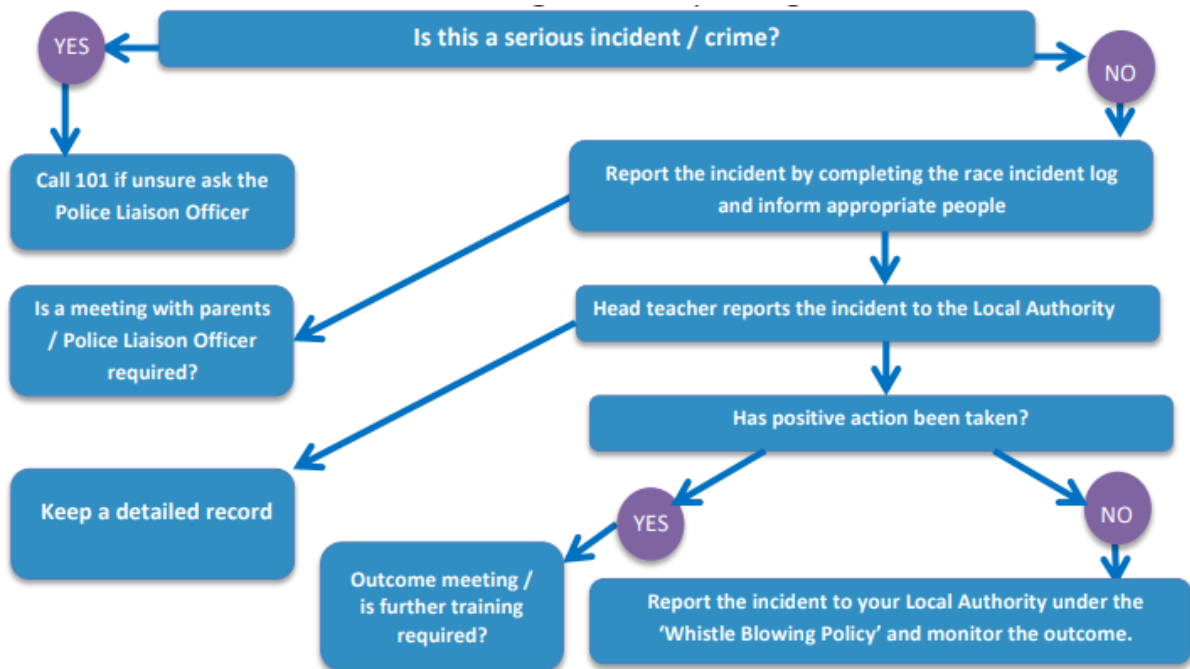 Is this a serious incident / crime?
YES
NO
Call 101 if unsure ask the
Police Liaison Officer
Report the incident by completing the race incident log
and inform appropriate people
Is a meeting with parents
/ Police Liaison Officer
required?
Head teacher reports the incident to the Local Authority
Has positive action been taken?
Keep a detailed record
YES
NO
Outcome meeting /
is further training
required?
Report the incident to your Local Authority under the
‘Whistle Blowing Policy’ and monitor the outcome.